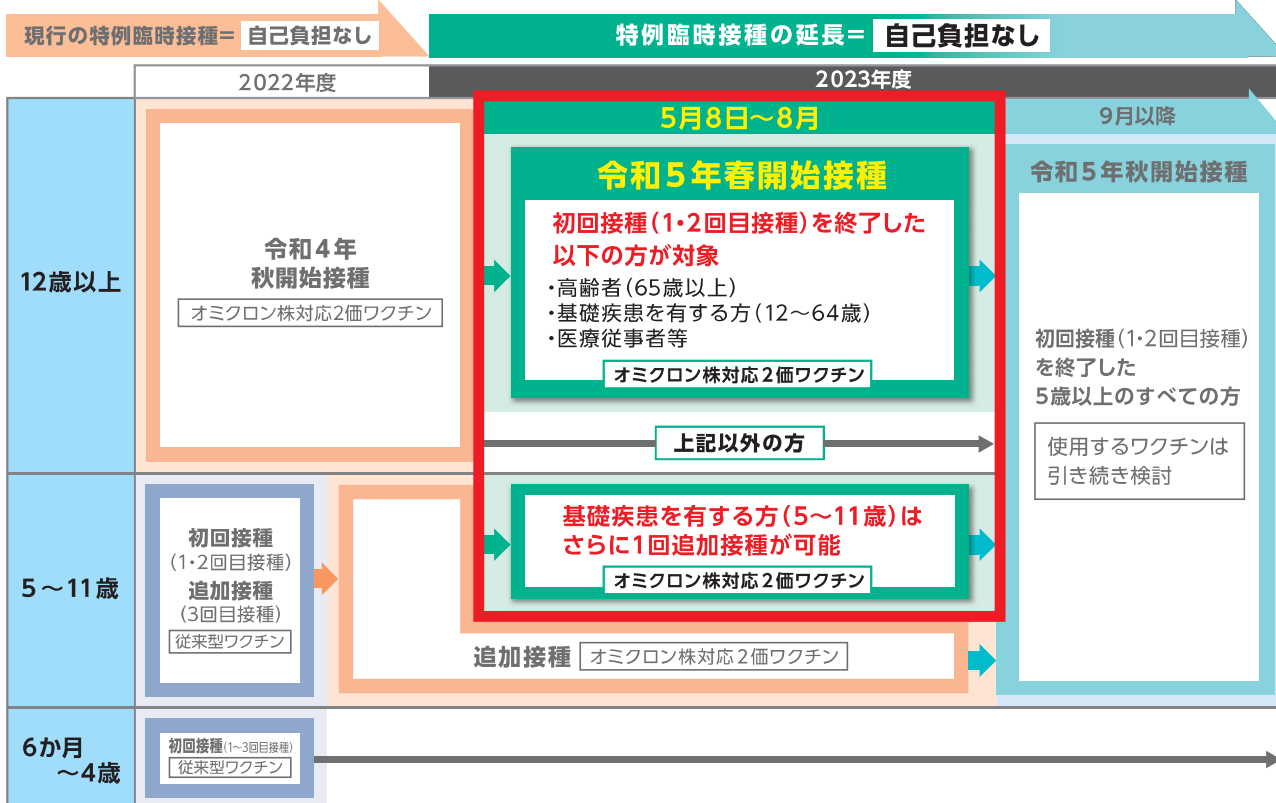 現行の特例臨時接種= 自己負担なし
特例臨時接種の延長= 自己負担なし
2022年度
2023年度
5月8日～8月
9月以降
12歳以上
令和4年
秋開始接種
オミクロン株対応2価ワクチン
令和5年春開始接種
初回接種(1・2回目接種)を終了した
以下の方が対象
・高齢者(65歳以上)
・基礎疾患を有する方(12～64歳)
・医療従事者等
オミクロン株対応2価ワクチン
上記以外の方
令和5年秋開始接種
初回接種(1・2回目接種)
を終了した
5歳以上のすべての方
使用するワクチンは
引き続き検討
5～11歳
初回接種
(1・2回目接種)
追加接種
(3回目接種)
従来型ワクチン
基礎疾患を有する方(5～11歳)は
さらに1回追加接種が可能
オミクロン株対応2価ワクチン
追加接種 オミクロン株対応2価ワクチン
6か月
～4歳
初回接種(1～3回目接種)
従来型ワクチン